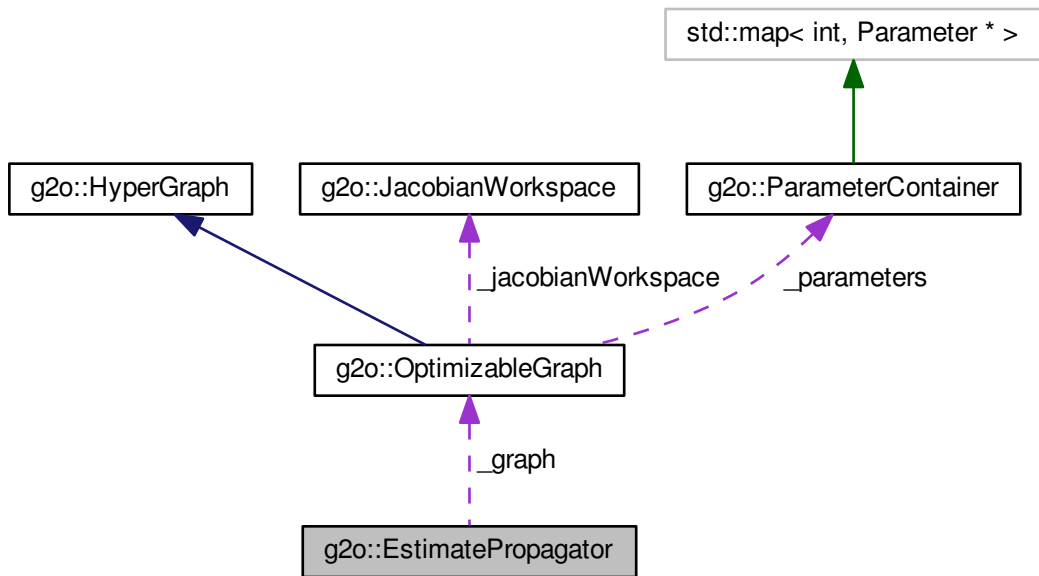 std::map< int, Parameter * >
g2o::HyperGraph
g2o::JacobianWorkspace
g2o::ParameterContainer
_jacobianWorkspace
_parameters
g2o::OptimizableGraph
_graph
g2o::EstimatePropagator